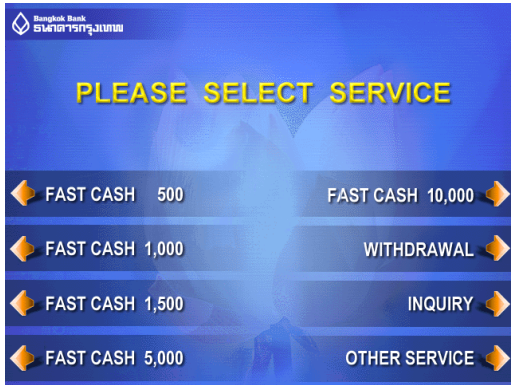 Bangkok Bank
ธนาคารกรุงเทพ
PLEASE SELECT SERVICE
FAST CASH 500
FAST CASH 10,000
FAST CASH 1,000
WITHDRAWAL
FAST CASH 1,500
INQUIRY
FAST CASH 5,000
OTHER SERVICE